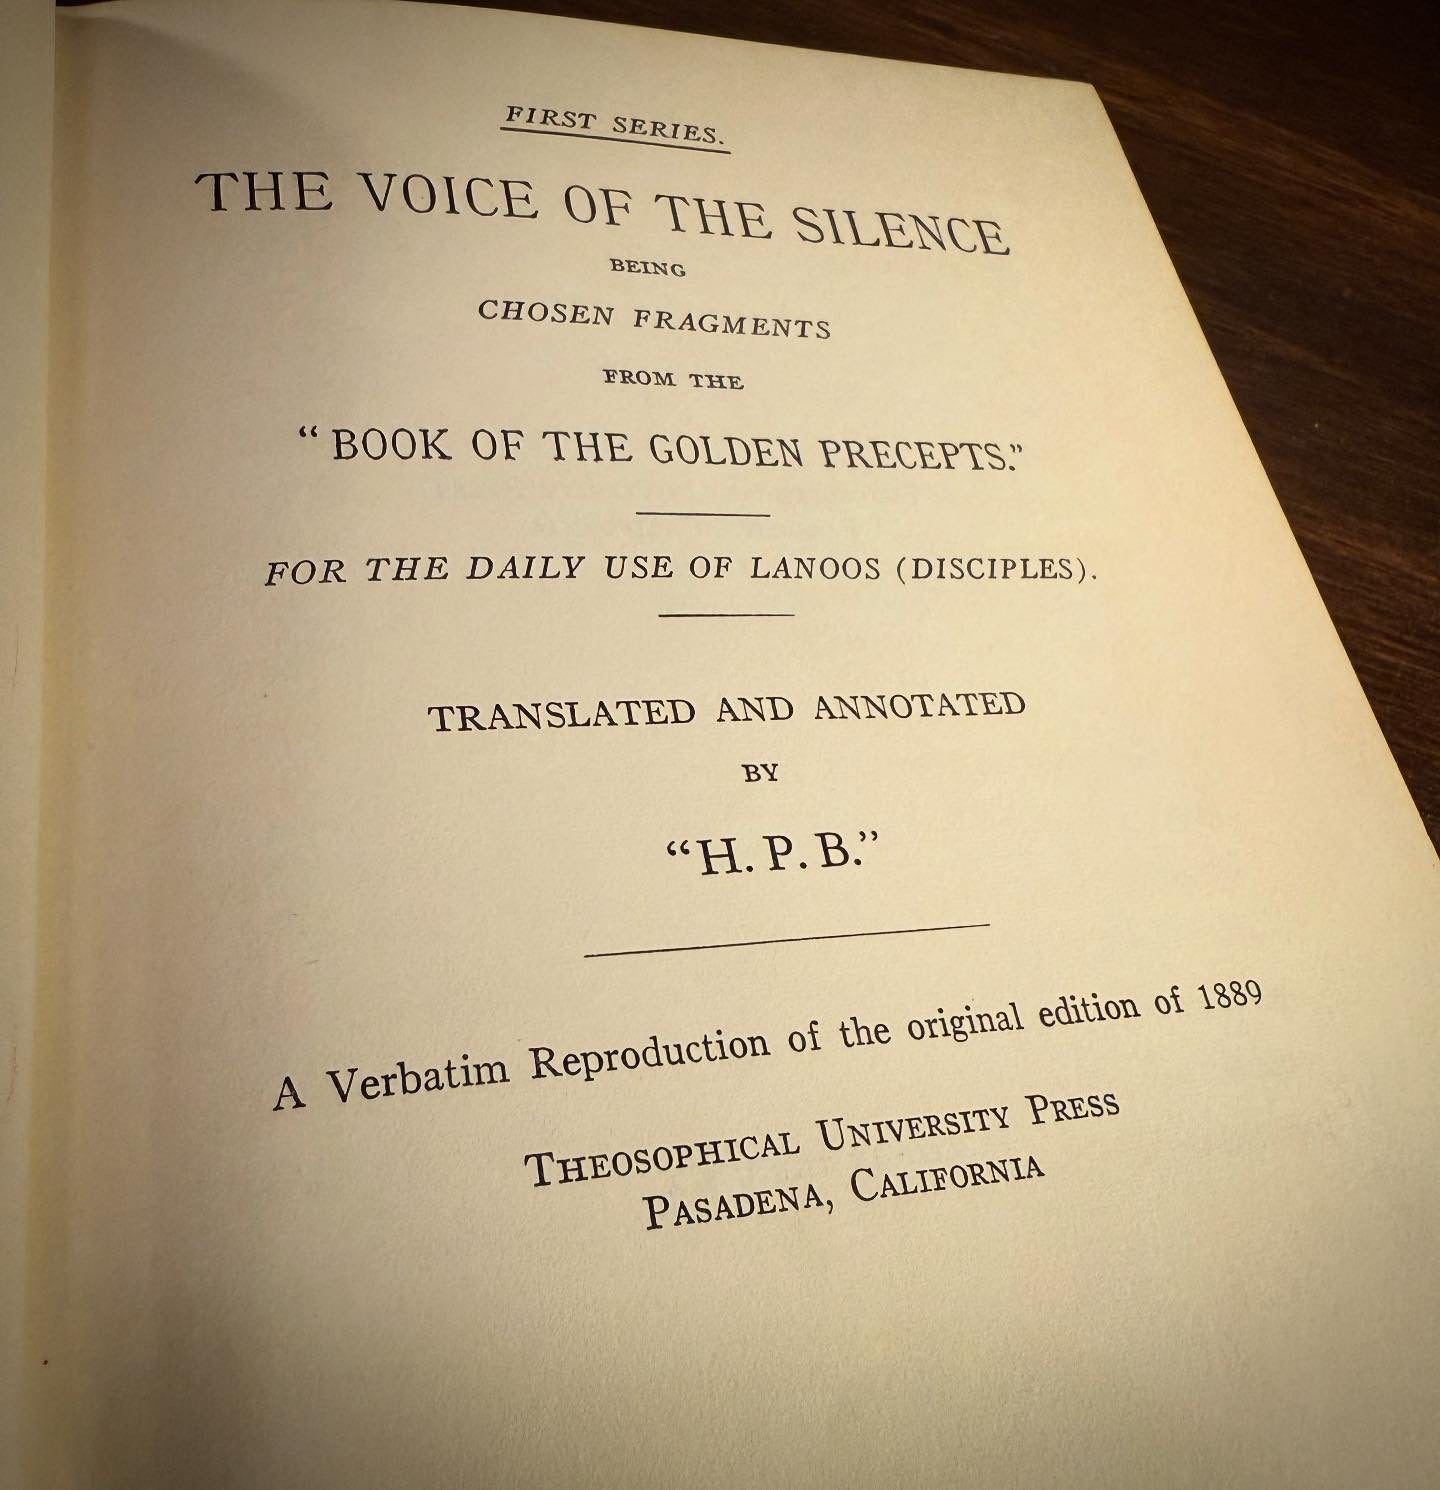 FIRST SERIES.
THE VOICE OF THE SILENCE
BEING
CHOSEN FRAGMENTS
FROM THE
“BOOK OF THE GOLDEN PRECEPTS.”
FOR THE DAILY USE OF LANOOS (DISCIPLES).
TRANSLATED AND ANNOTATED
BY
“H. P. B.”
A Verbatim Reproduction of the original edition of 1889
THEOSOPHICAL UNIVERSITY PRESS
PASADENA, CALIFORNIA